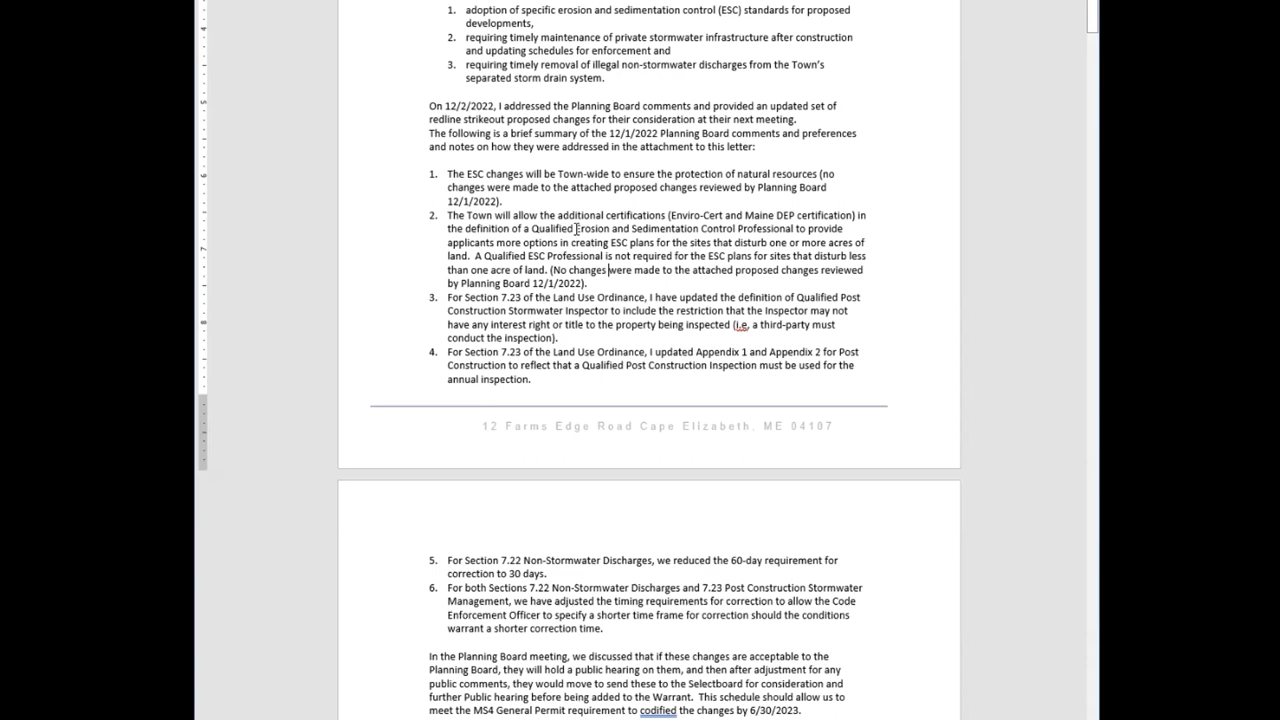 1. adoption of specific erosion and sedimentation control (ESC) standards for proposed
developments,
2. requiring timely maintenance of private stormwater infrastructure after construction
and updating schedules for enforcement and
3. requiring timely removal of illegal non-stormwater discharges from the Town's
separated storm drain system.
On 12/2/2022, I addressed the Planning Board comments and provided an updated set of
redline strikeout proposed changes for their consideration at their next meeting.
The following is a brief summary of the 12/1/2022 Planning Board comments and preferences
and notes on how they were addressed in the attachment to this letter:
1. The ESC changes will be Town-wide to ensure the protection of natural resources (no
changes were made to the attached proposed changes reviewed by Planning Board
12/1/2022).
2. The Town will allow the additional certifications (Enviro-Cert and Maine DEP certification) in
the definition of a Qualified Erosion and Sedimentation Control Professional to provide
applicants more options in creating ESC plans for the sites that disturb one or more acres of
land. A Qualified ESC Professional is not required for the ESC plans for sites that disturb less
than one acre of land. (No changes were made to the attached proposed changes reviewed
by Planning Board 12/1/2022).
3. For Section 7.23 of the Land Use Ordinance, I have updated the definition of Qualified Post
Construction Stormwater Inspector to include the restriction that the Inspector may not
have any interest right or title to the property being inspected (i.e. a third-party must
conduct the inspection).
4. For Section 7.23 of the Land Use Ordinance, I updated Appendix 1 and Appendix 2 for Post
Construction to reflect that a Qualified Post Construction Inspection must be used for the
annual inspection.
12 Farms Edge Road Cape Elizabeth, ME 04107
5. For Section 7.22 Non-Stormwater Discharges, we reduced the 60-day requirement for
correction to 30 days.
6. For both Sections 7.22 Non-Stormwater Discharges and 7.23 Post Construction Stormwater
Management, we have adjusted the timing requirements for correction to allow the Code
Enforcement Officer to specify a shorter time frame for correction should the conditions
warrant a shorter correction time.
In the Planning Board meeting, we discussed that if these changes are acceptable to the
Planning Board, they will hold a public hearing on them, and then after adjustment for any
public comments, they would move to send these to the Selectboard for consideration and
further Public hearing before being added to the Warrant. This schedule should allow us to
meet the MS4 General Permit requirement to codified the changes by 6/30/2023.